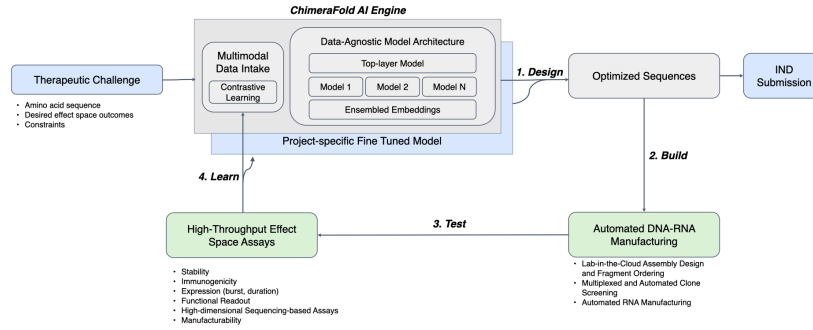 ChimeraFold AI Engine
Therapeutic Challenge
• Amino acid sequence
• Desired effect space outcomes
• Constraints
Multimodal
Data Intake
Contrastive
Learning
Data-Agnostic Model Architecture
Top-layer Model
Model 1
Model 2
Model N
Ensembled Embeddings
Project-specific Fine Tuned Model
1. Design
Optimized Sequences
IND
Submission
2. Build
Automated DNA-RNA
Manufacturing
• Lab-in-the-Cloud Assembly Design
and Fragment Ordering
• Multiplexed and Automated Clone
Screening
• Automated RNA Manufacturing
3. Test
High-Throughput Effect
Space Assays
• Stability
• Immunogenicity
• Expression (burst, duration)
• Functional Readout
• High-dimensional Sequencing-based Assays
• Manufacturability
4. Learn